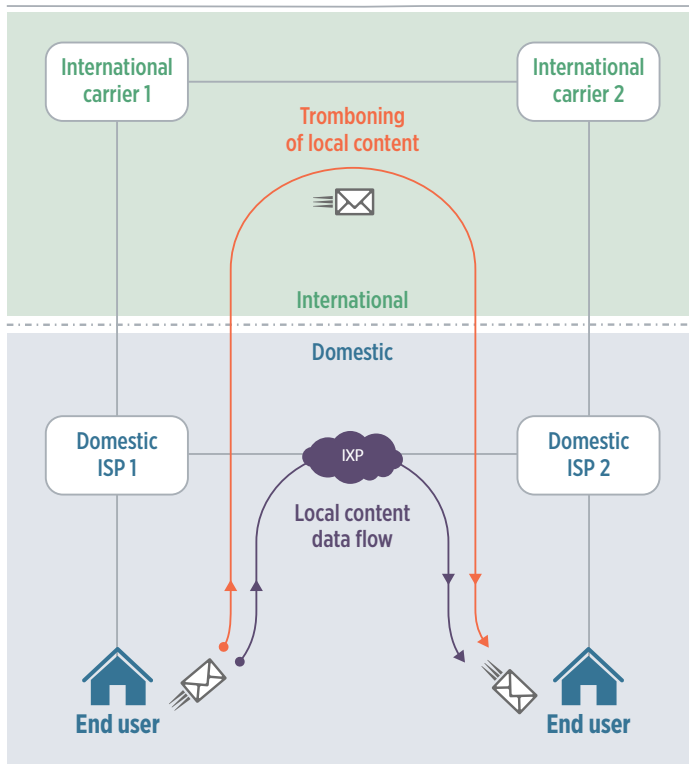 International
carrier 1
International
carrier 2
Tromboning
of local content
International
Domestic
Domestic
ISP 1
IXP
Domestic
ISP 2
Local content
data flow
End user
End user